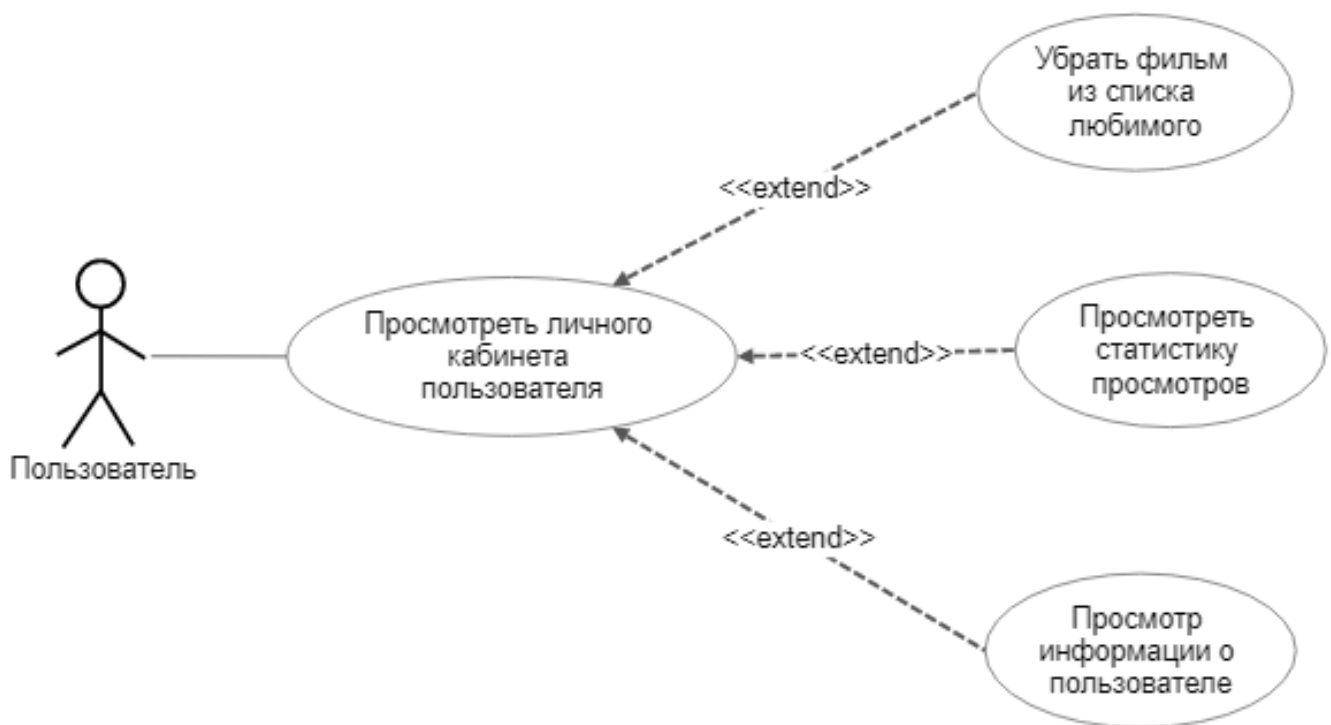 Убрать фильм
из списка
любимого
<<extend>>
Просмотреть личного
кабинета
пользователя
<<extend>>
Просмотреть
статистику
просмотров
Пользователь
<<extend>>
Просмотр
информации о
пользователе